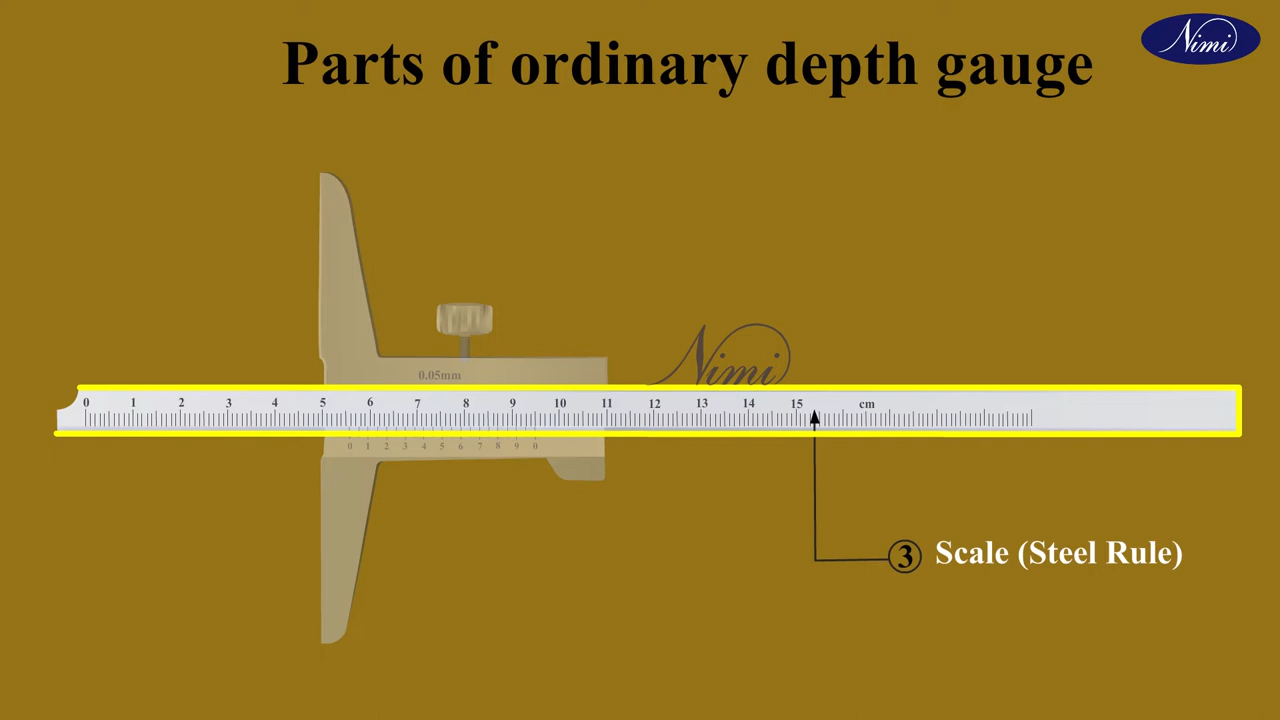 Nimi
Parts of ordinary depth gauge
0.05mm
Nimi
0 1 2 3 4 5 6 7 8 9 10 11 12 13 14 15 cm
0 1 2 3 4 5 6 7 8 9 0
3 Scale (Steel Rule)